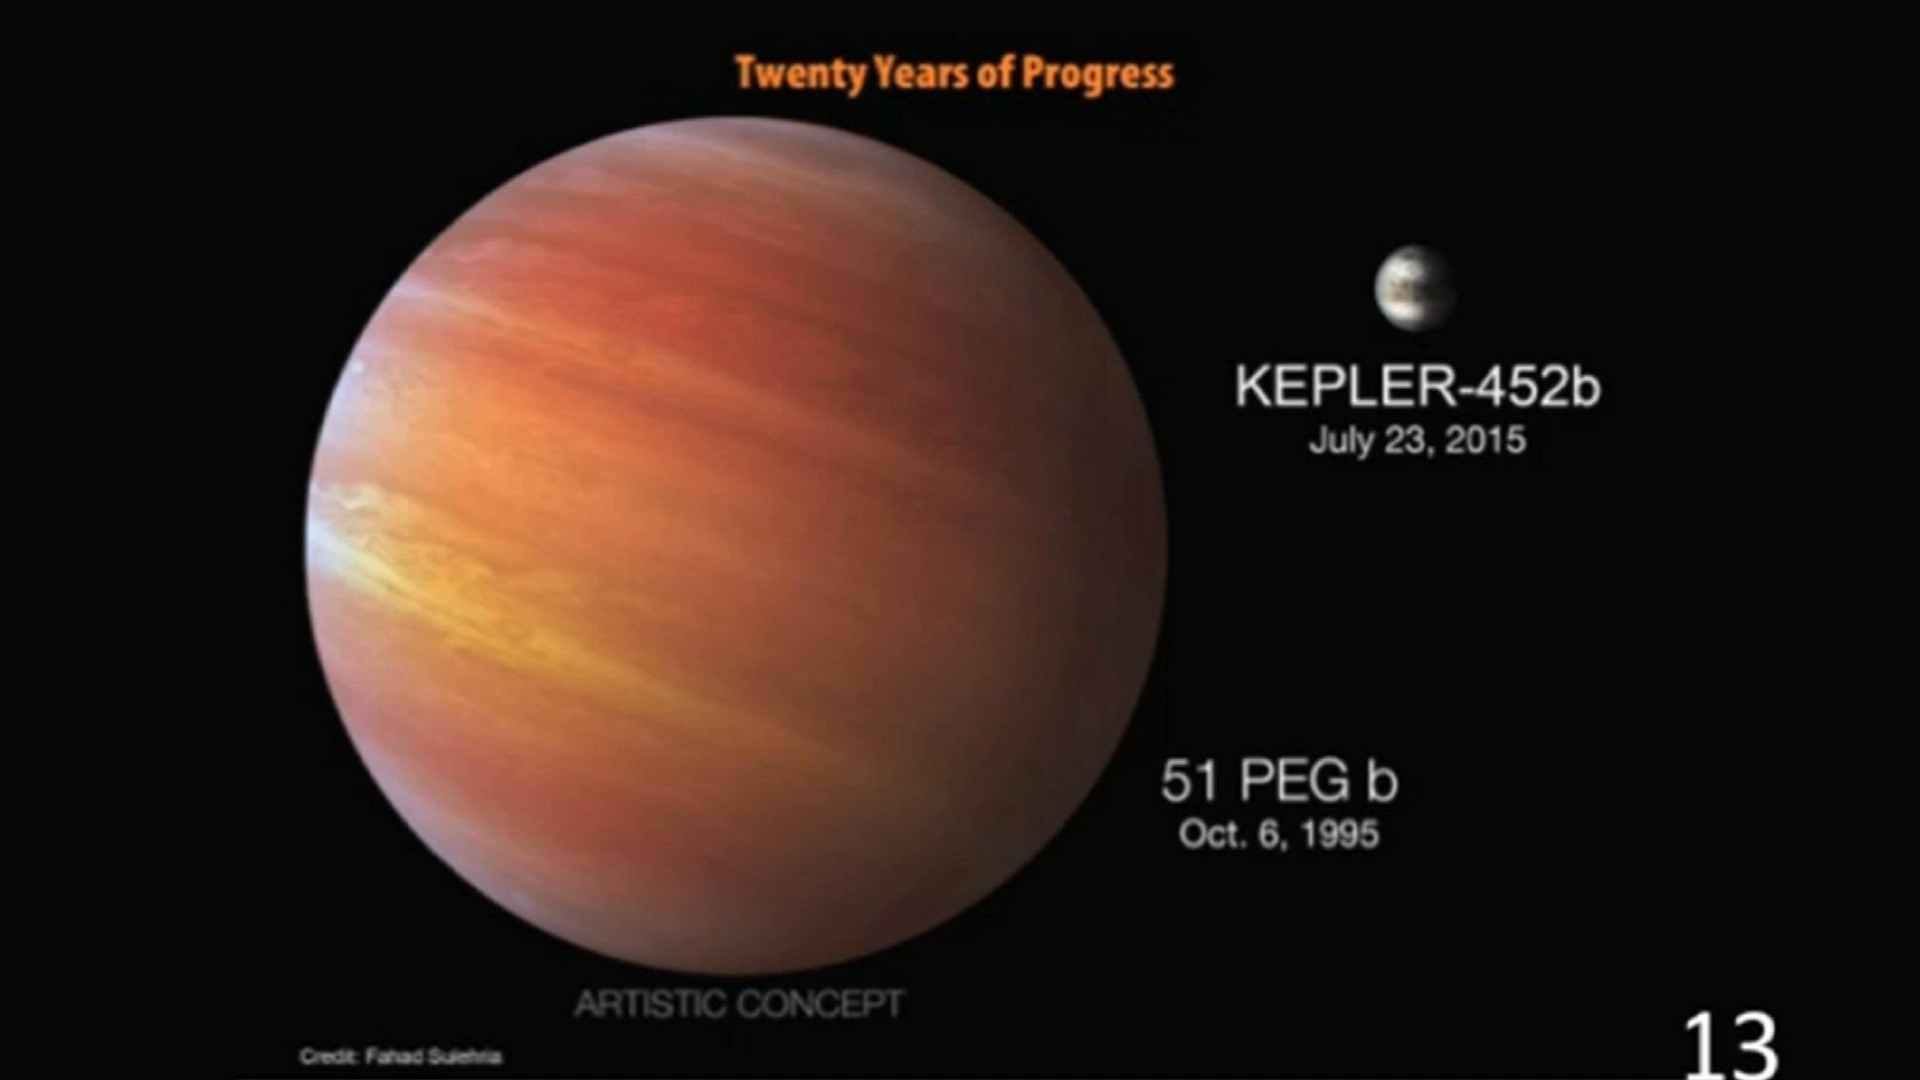 Twenty Years of Progress
KEPLER-452b
July 23, 2015
51 PEG b
Oct. 6, 1995
ARTISTIC CONCEPT
Credit: Fahad Sulehria
13